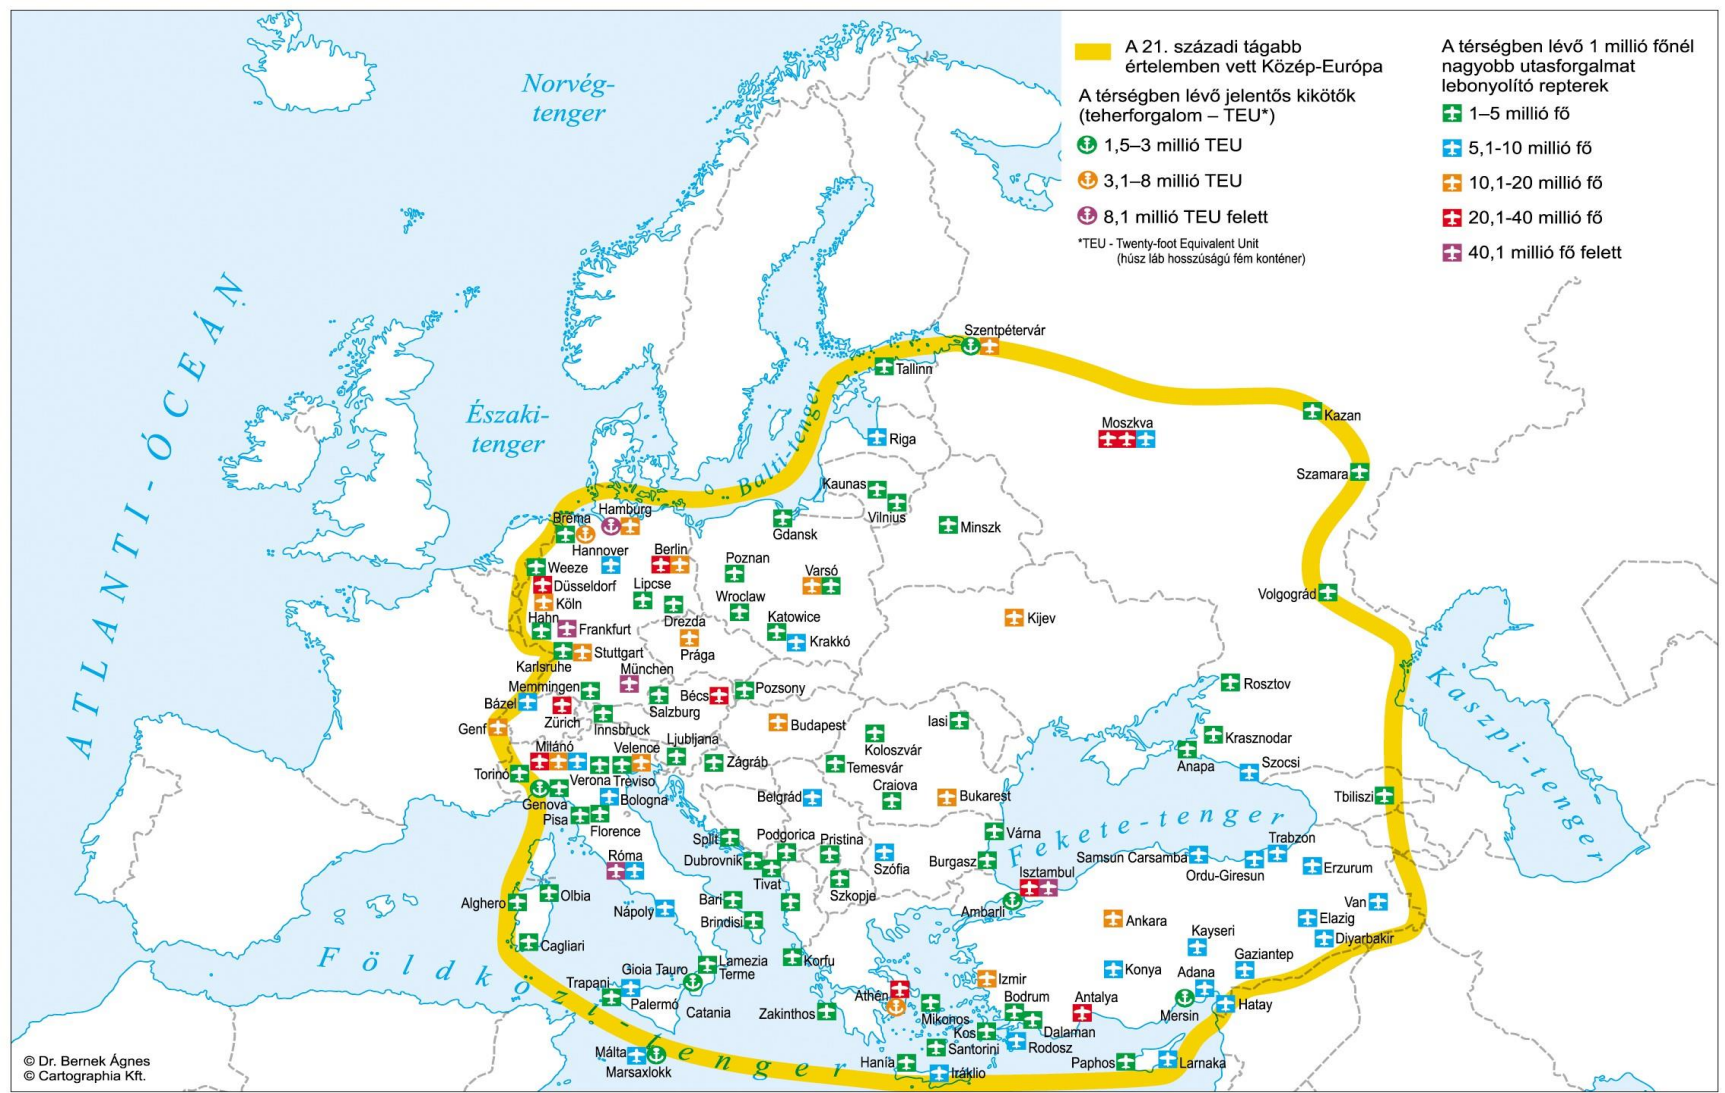 A 21. századi tágabb
értelemben vett Közép-Európa
A térségben lévő jelentős kikötők
(teherforgalom – TEU*)
1,5–3 millió TEU
3,1–8 millió TEU
8,1 millió TEU felett
*TEU - Twenty-foot Equivalent Unit
(húsz láb hosszúságú fém konténer)
A térségben lévő 1 millió főnél
nagyobb utasforgalmat
lebonyolító repterek
1–5 millió fő
5,1-10 millió fő
10,1-20 millió fő
20,1-40 millió fő
40,1 millió fő felett
Norvég-
tenger
ATLANTI-ÓCEÁN
Északi-
tenger
Balti-tenger
Szentpétervár
Tallinn
Kazan
Moszkva
Riga
Szamara
Kaunas
Vilnius
Minszk
Gdansk
Bréma
Hamburg
Hannover
Berlin
Weeze
Düsseldorf
Köln
Lipcse
Poznan
Varsó
Wroclaw
Volgográd
Hahn
Frankfurt
Drezda
Katowice
Krakkó
Kijev
Prága
Stuttgart
Karlsruhe
München
Memmingen
Bécs
Pozsony
Rosztov
Bázel
Zürich
Salzburg
Innsbruck
Budapest
Iasi
Genf
Koloszvár
Krasznodar
Milánó
Velence
Ljubljana
Zágráb
Temesvár
Anapa
Szocsi
Torinó
Verona
Treviso
Craiova
Tbiliszi
Genova
Bologna
Belgrád
Bukarest
Pisa
Florence
Kaszpi-tenger
Fekete-tenger
Split
Podgorica
Pristina
Várna
Dubrovnik
Szófia
Burgasz
Samsun Carsamba
Trabzon
Róma
Tivat
Szkopje
Isztambul
Ordu-Giresun
Erzurum
Alghero
Olbia
Bari
Nápoly
Brindisi
Ambarli
Ankara
Van
Elazig
Cagliari
Kayseri
Diyarbakir
Földközi-tenger
Gioia Tauro
Lamezia
Terme
Korfu
Gaziantep
Trapani
Palermó
Catania
Izmir
Konya
Adana
Zakinthos
Athén
Mikonos
Bodrum
Antalya
Mersin
Hatay
Kos
Dalaman
Málta
Marsaxlokk
Santorini
Rodosz
Hania
Iráklio
Paphos
Larnaka
© Dr. Bernek Ágnes
© Cartographia Kft.